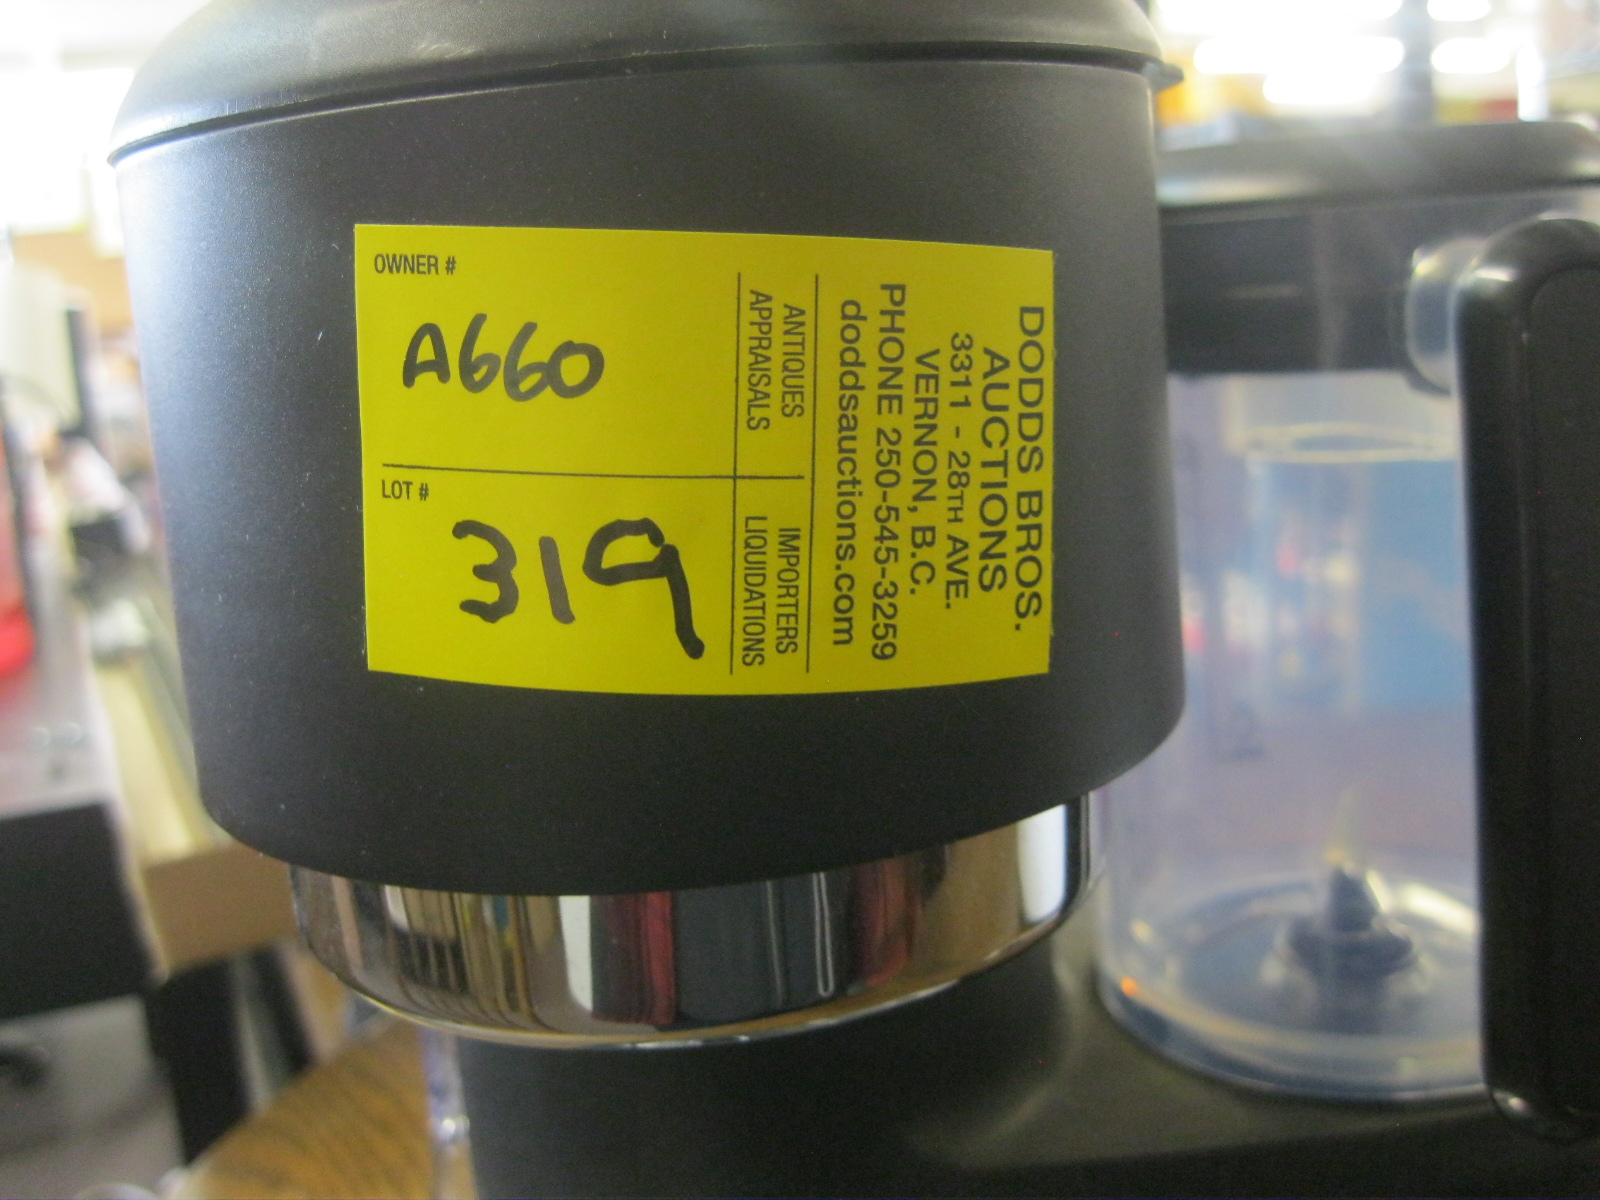 OWNER #
A660
LOT #
319
ANTIQUES
APPRAISALS
IMPORTERS
LIQUIDATIONS
DODDS BROS.
AUCTIONS
3311 - 28TH AVE.
VERNON, B.C.
PHONE 250-545-3259
doddsauctions.com